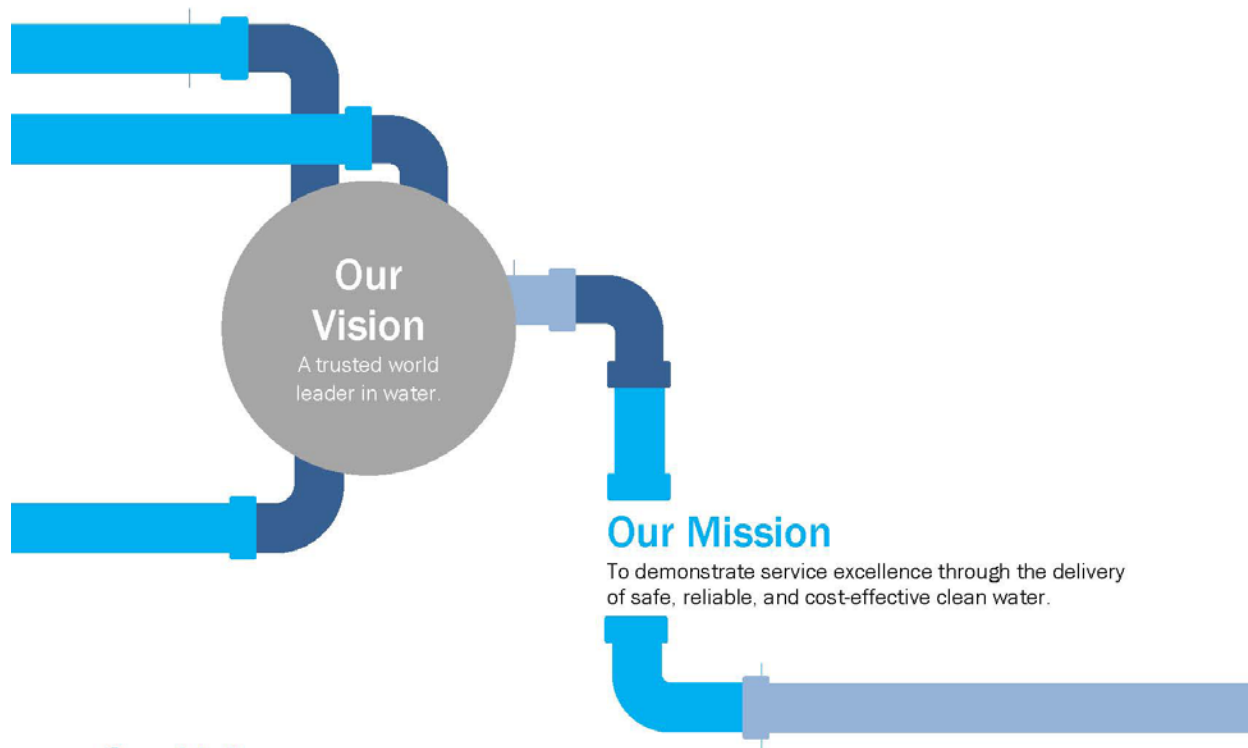 Our
Vision
A trusted world
leader in water.
Our Mission
To demonstrate service excellence through the delivery
of safe, reliable, and cost-effective clean water.